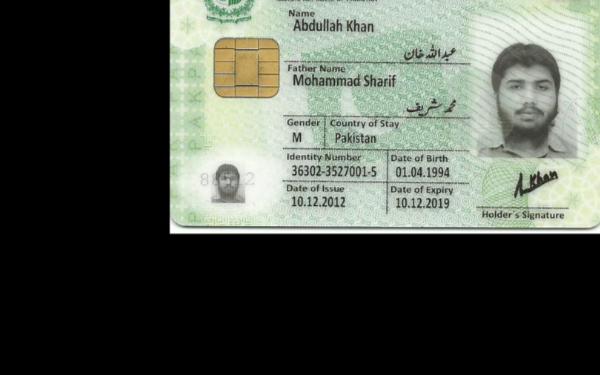 Name
Abdullah Khan
عبداللہ خان
Father Name
Mohammad Sharif
محمد شریف
Gender Country of Stay
M Pakistan
Identity Number Date of Birth
36302-3527001-5 01.04.1994
Date of Issue Date of Expiry
10.12.2012 10.12.2019
A.Khan
Holder's Signature